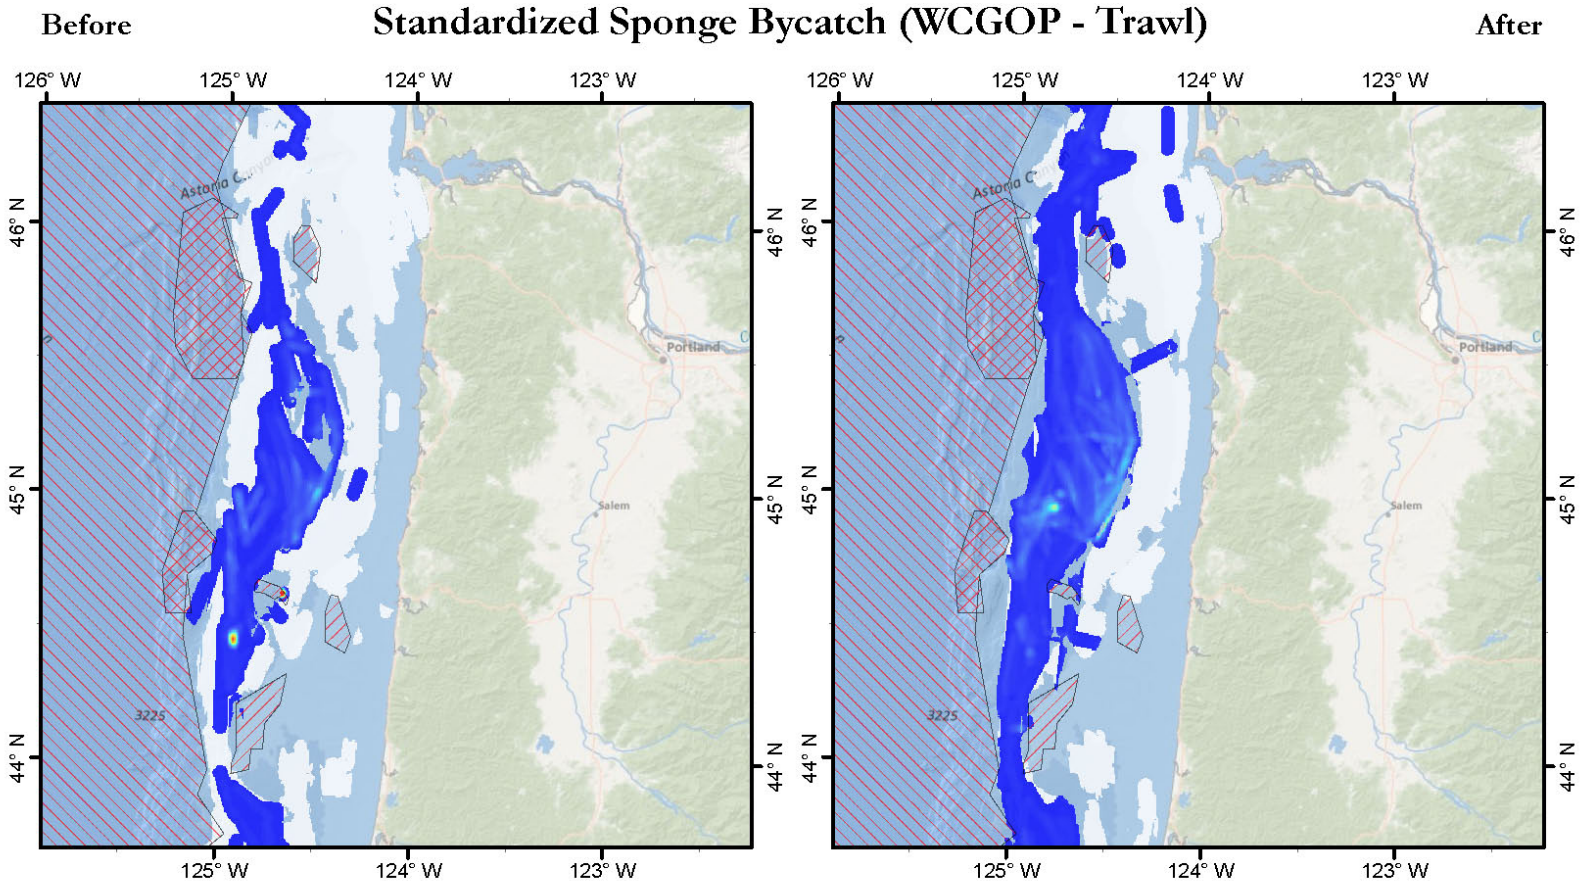 Before
Standardized Sponge Bycatch (WCGOP - Trawl)
After
126° W 125° W 124° W 123° W
126° W 125° W 124° W 123° W
Astoria
Astoria
46° N
46° N
46° N
46° N
Portland
Portland
45° N
45° N
45° N
45° N
Salem
Salem
3225
3225
44° N
44° N
44° N
44° N
125° W 124° W 123° W
125° W 124° W 123° W